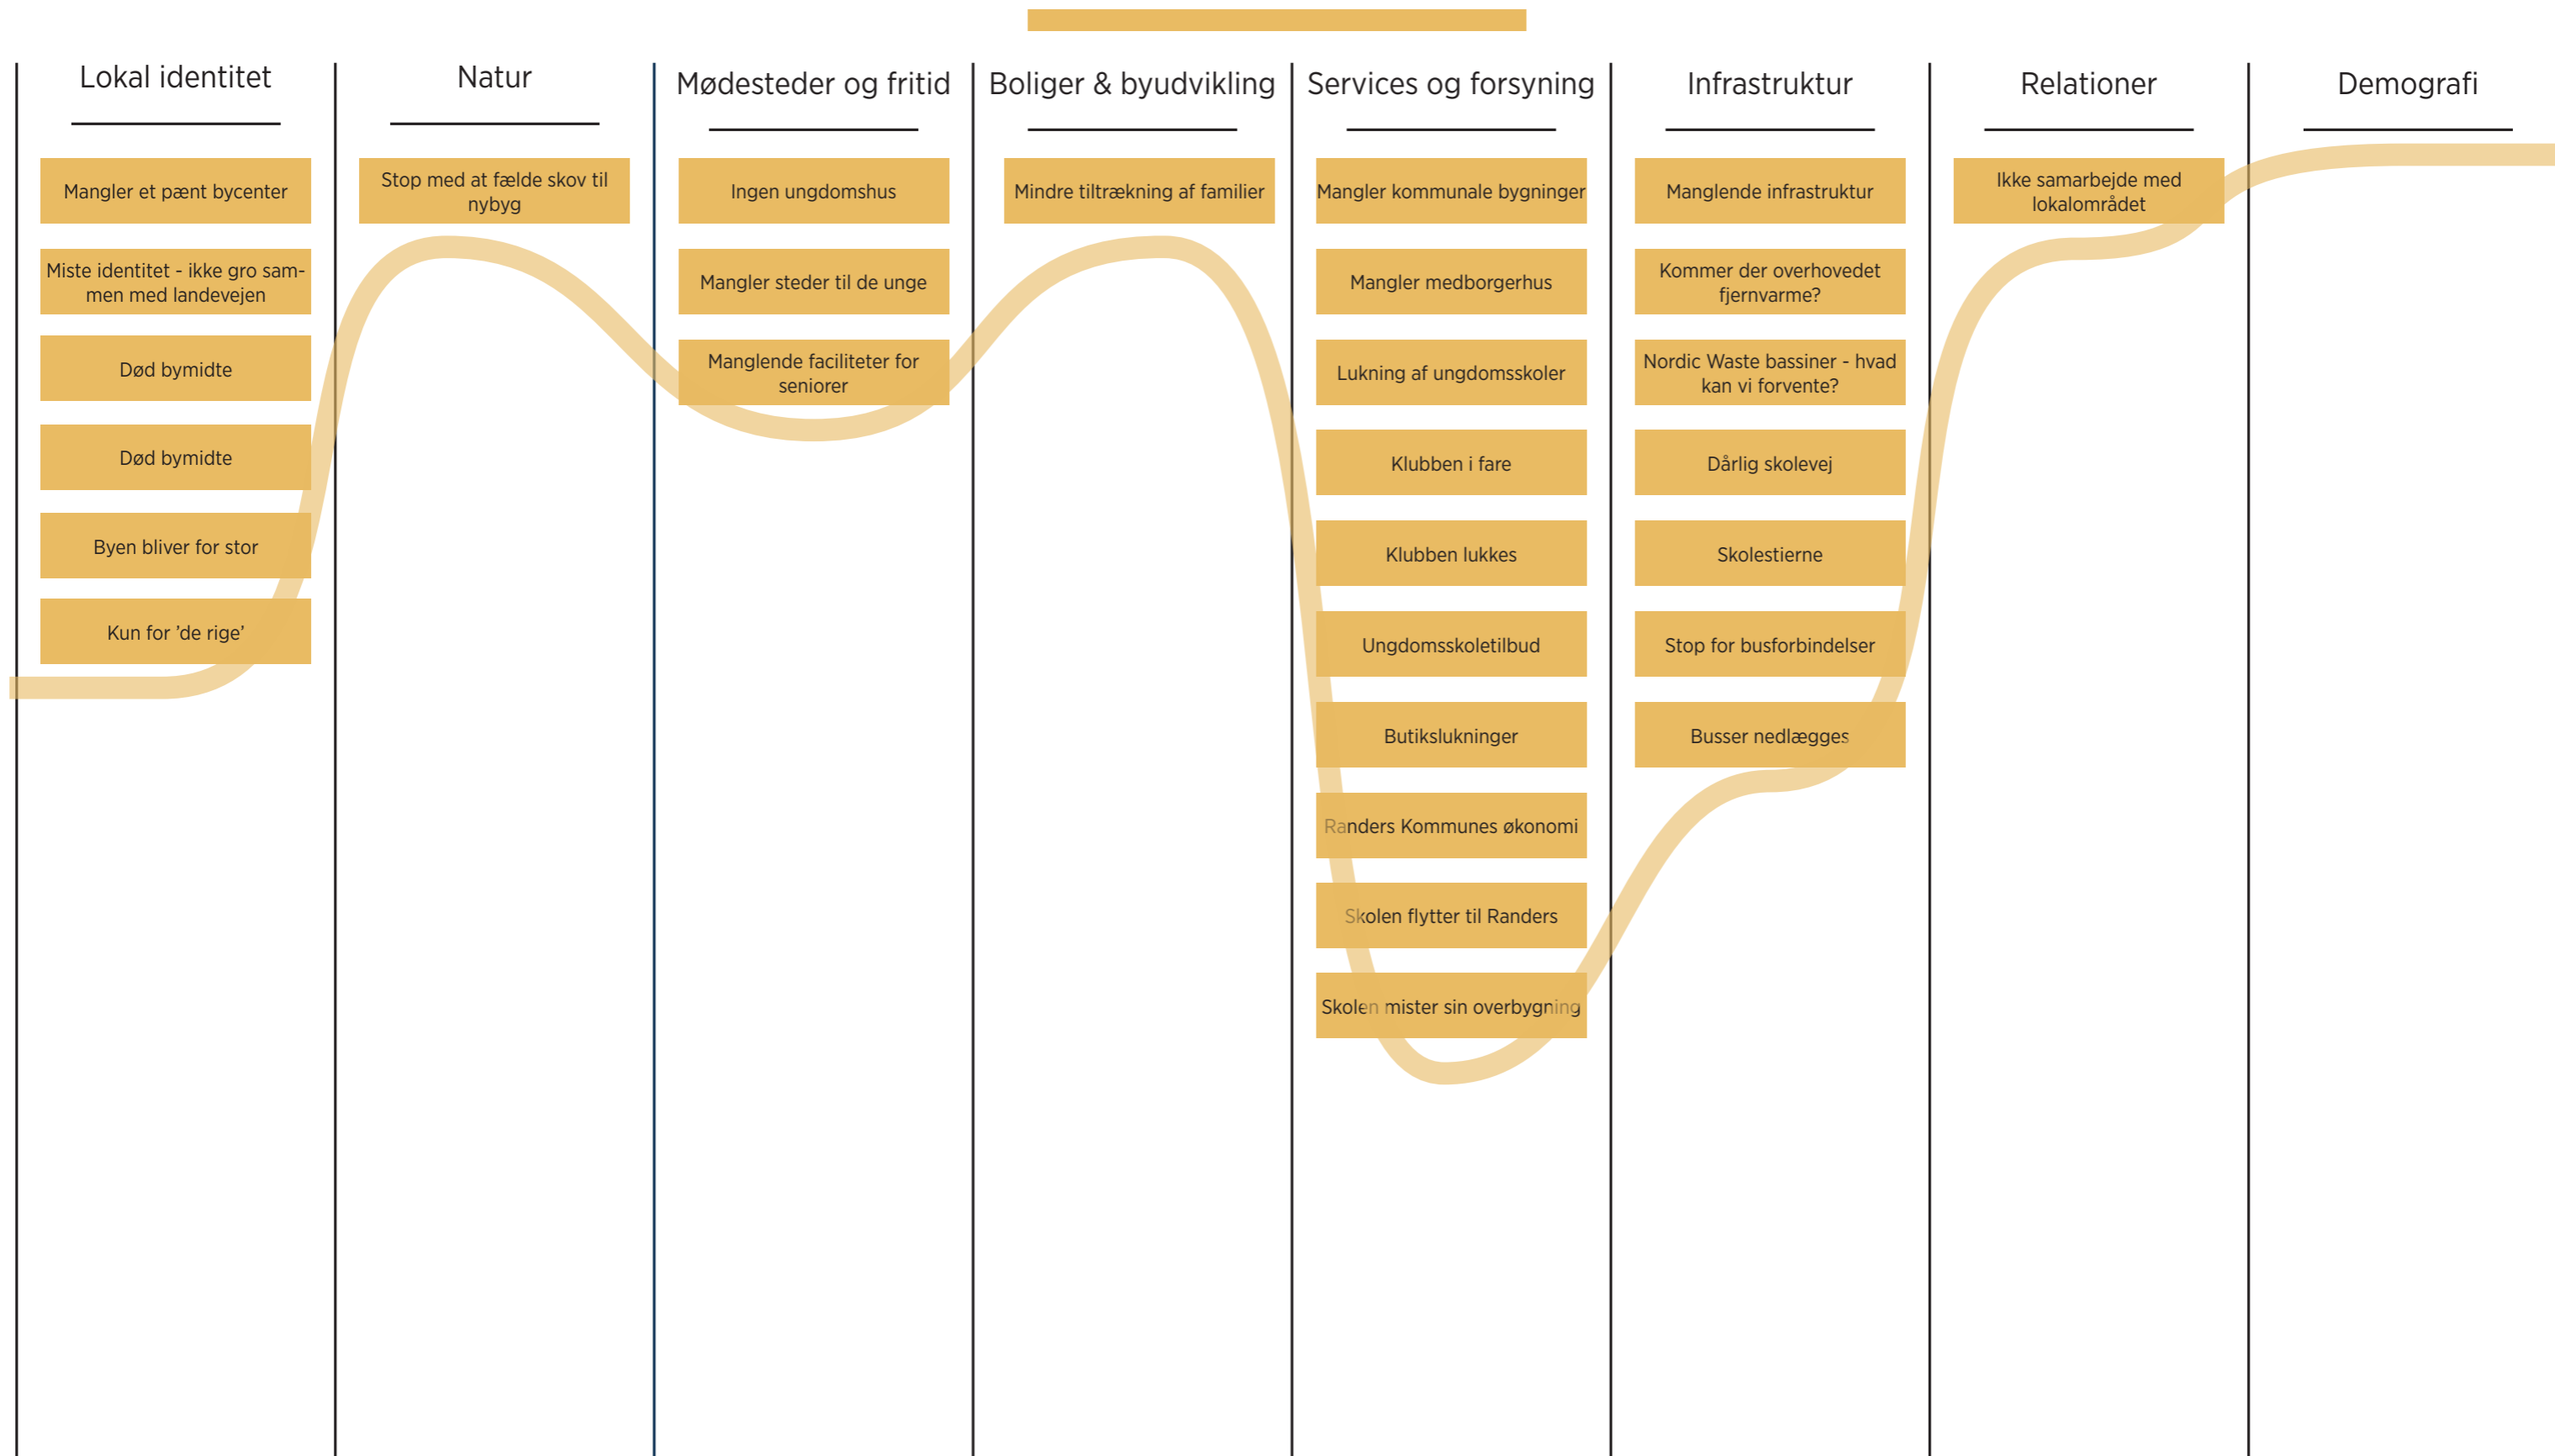 Lokal identitet
Mangler et pænt bycenter
Miste identitet - ikke gro sam-
men med landevejen
Død bymidte
Død bymidte
Byen bliver for stor
Kun for ’de rige’
Natur
Stop med at fælde skov til
nybyg
Mødesteder og fritid
Ingen ungdomshus
Mangler steder til de unge
Manglende faciliteter for
seniorer
Boliger & byudvikling
Mindre tiltrækning af familier
Services og forsyning
Mangler kommunale bygninger
Mangler medborgerhus
Lukning af ungdomsskoler
Klubben i fare
Klubben lukkes
Ungdomsskoletilbud
Butikslukninger
Randers Kommunes økonomi
Skolen flytter til Randers
Skolen mister sin overbygning
Infrastruktur
Manglende infrastruktur
Kommer der overhovedet
fjernvarme?
Nordic Waste bassiner - hvad
kan vi forvente?
Dårlig skolevej
Skolestierne
Stop for busforbindelser
Busser nedlægges
Relationer
Ikke samarbejde med
lokalområdet
Demografi